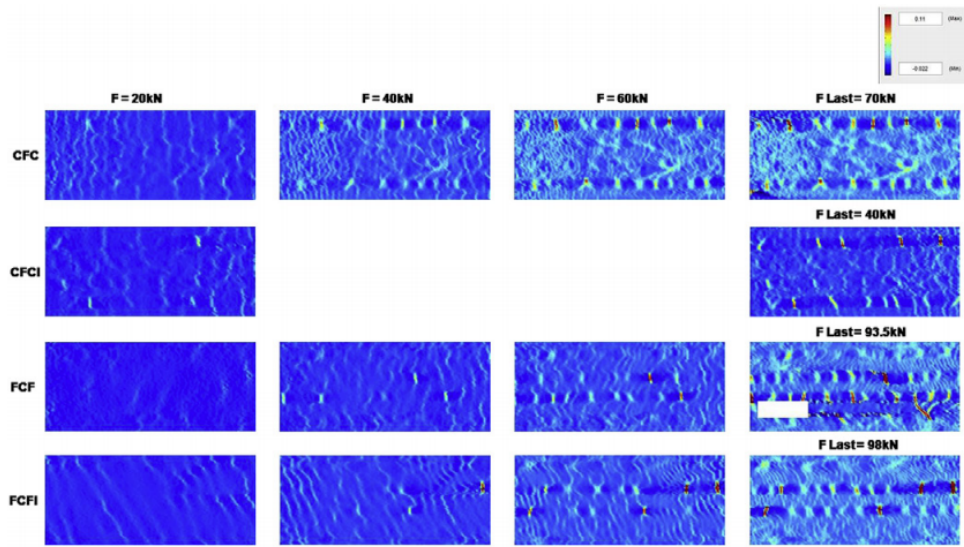 0.11 (Max)
-0.022 (Min)
F = 20kN F = 40kN F = 60kN F Last = 70kN
CFC
F Last= 40kN
CFCI
F Last= 93.5kN
FCF
F Last= 98kN
FCFI